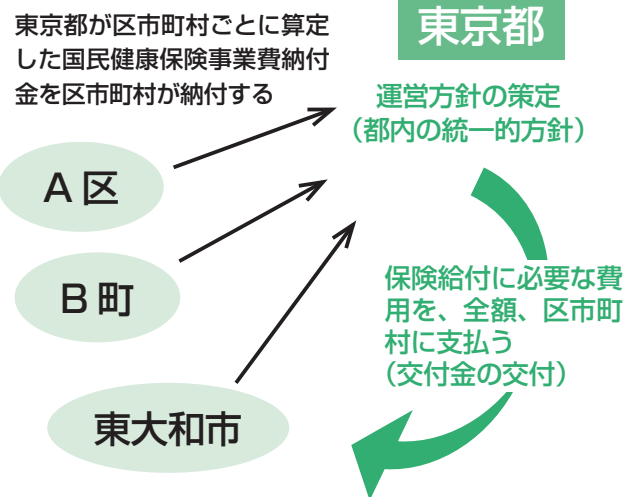 東京都が区市町村ごとに算定
した国民健康保険事業費納付
金を区市町村が納付する
東京都
運営方針の策定
（都内の統一的方針）
A区
B町
東大和市
保険給付に必要な費
用を、全額、区市町
村に支払う
（交付金の交付）